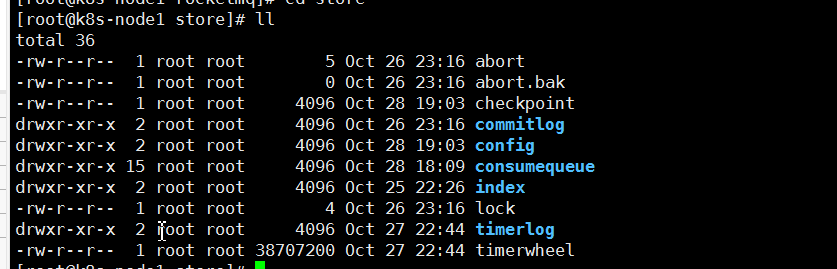 [root@k8s-node1 rocketmq]# cd store
[root@k8s-node1 store]# ll
total 36
-rw-r--r--  1 root root        5 Oct 26 23:16 abort
-rw-r--r--  1 root root        0 Oct 26 23:16 abort.bak
-rw-r--r--  1 root root     4096 Oct 28 19:03 checkpoint
drwxr-xr-x  2 root root     4096 Oct 26 23:16 commitlog
drwxr-xr-x  2 root root     4096 Oct 28 19:03 config
drwxr-xr-x 15 root root     4096 Oct 28 18:09 consumequeue
drwxr-xr-x  2 root root     4096 Oct 25 22:26 index
-rw-r--r--  1 root root        4 Oct 26 23:16 lock
drwxr-xr-x  2 root root     4096 Oct 27 22:44 timerlog
-rw-r--r--  1 root root 38707200 Oct 27 22:44 timerwheel
[root@k8s-node1 store]#